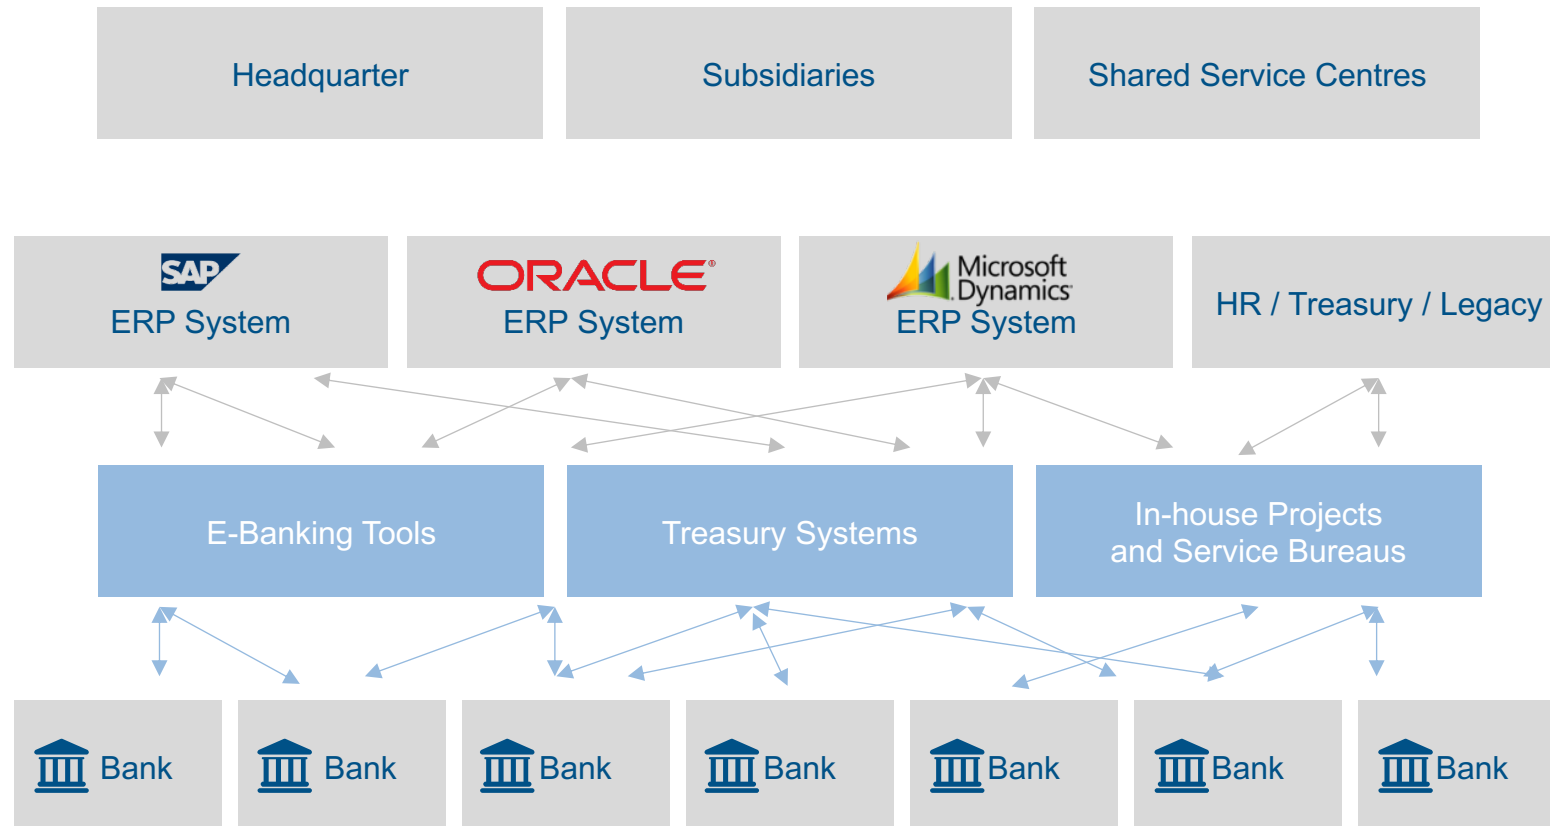 Headquarter
Subsidiaries
Shared Service Centres
SAP
ERP System
ORACLE®
ERP System
Microsoft
Dynamics
ERP System
HR / Treasury / Legacy
E-Banking Tools
Treasury Systems
In-house Projects
and Service Bureaus
Bank
Bank
Bank
Bank
Bank
Bank
Bank